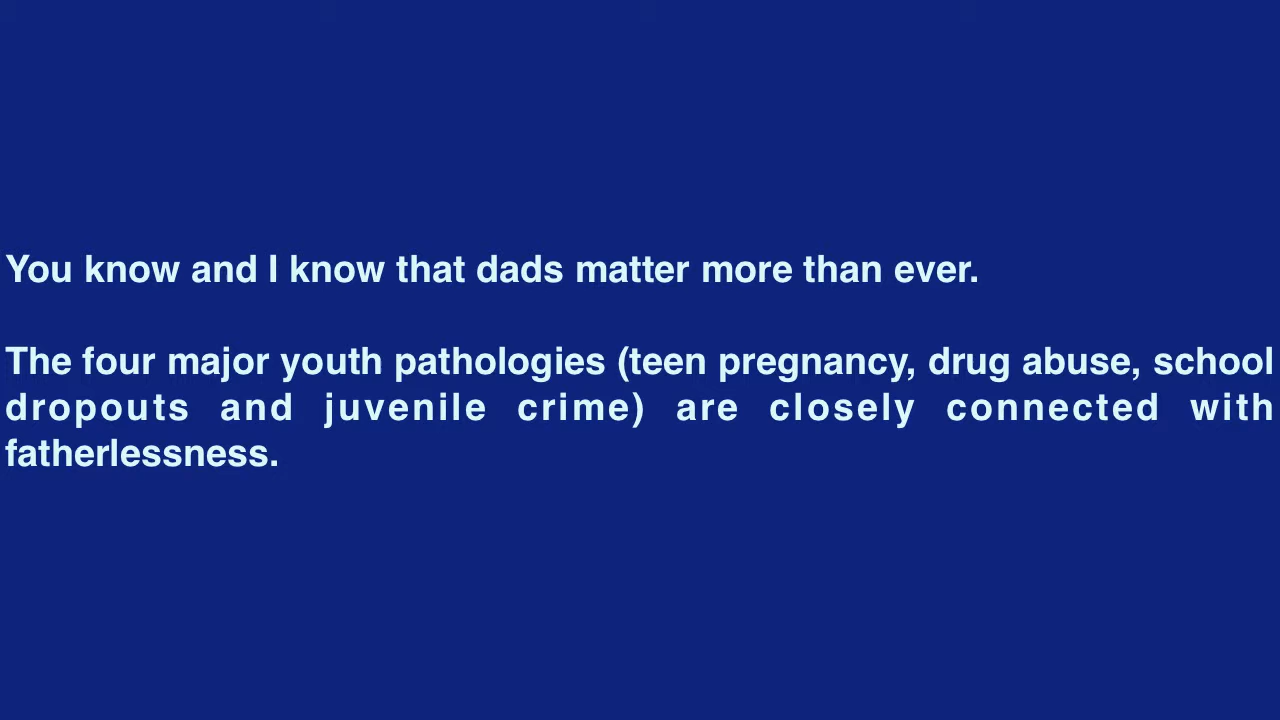 You know and I know that dads matter more than ever.
The four major youth pathologies (teen pregnancy, drug abuse, school
dropouts and juvenile crime) are closely connected with
fatherlessness.